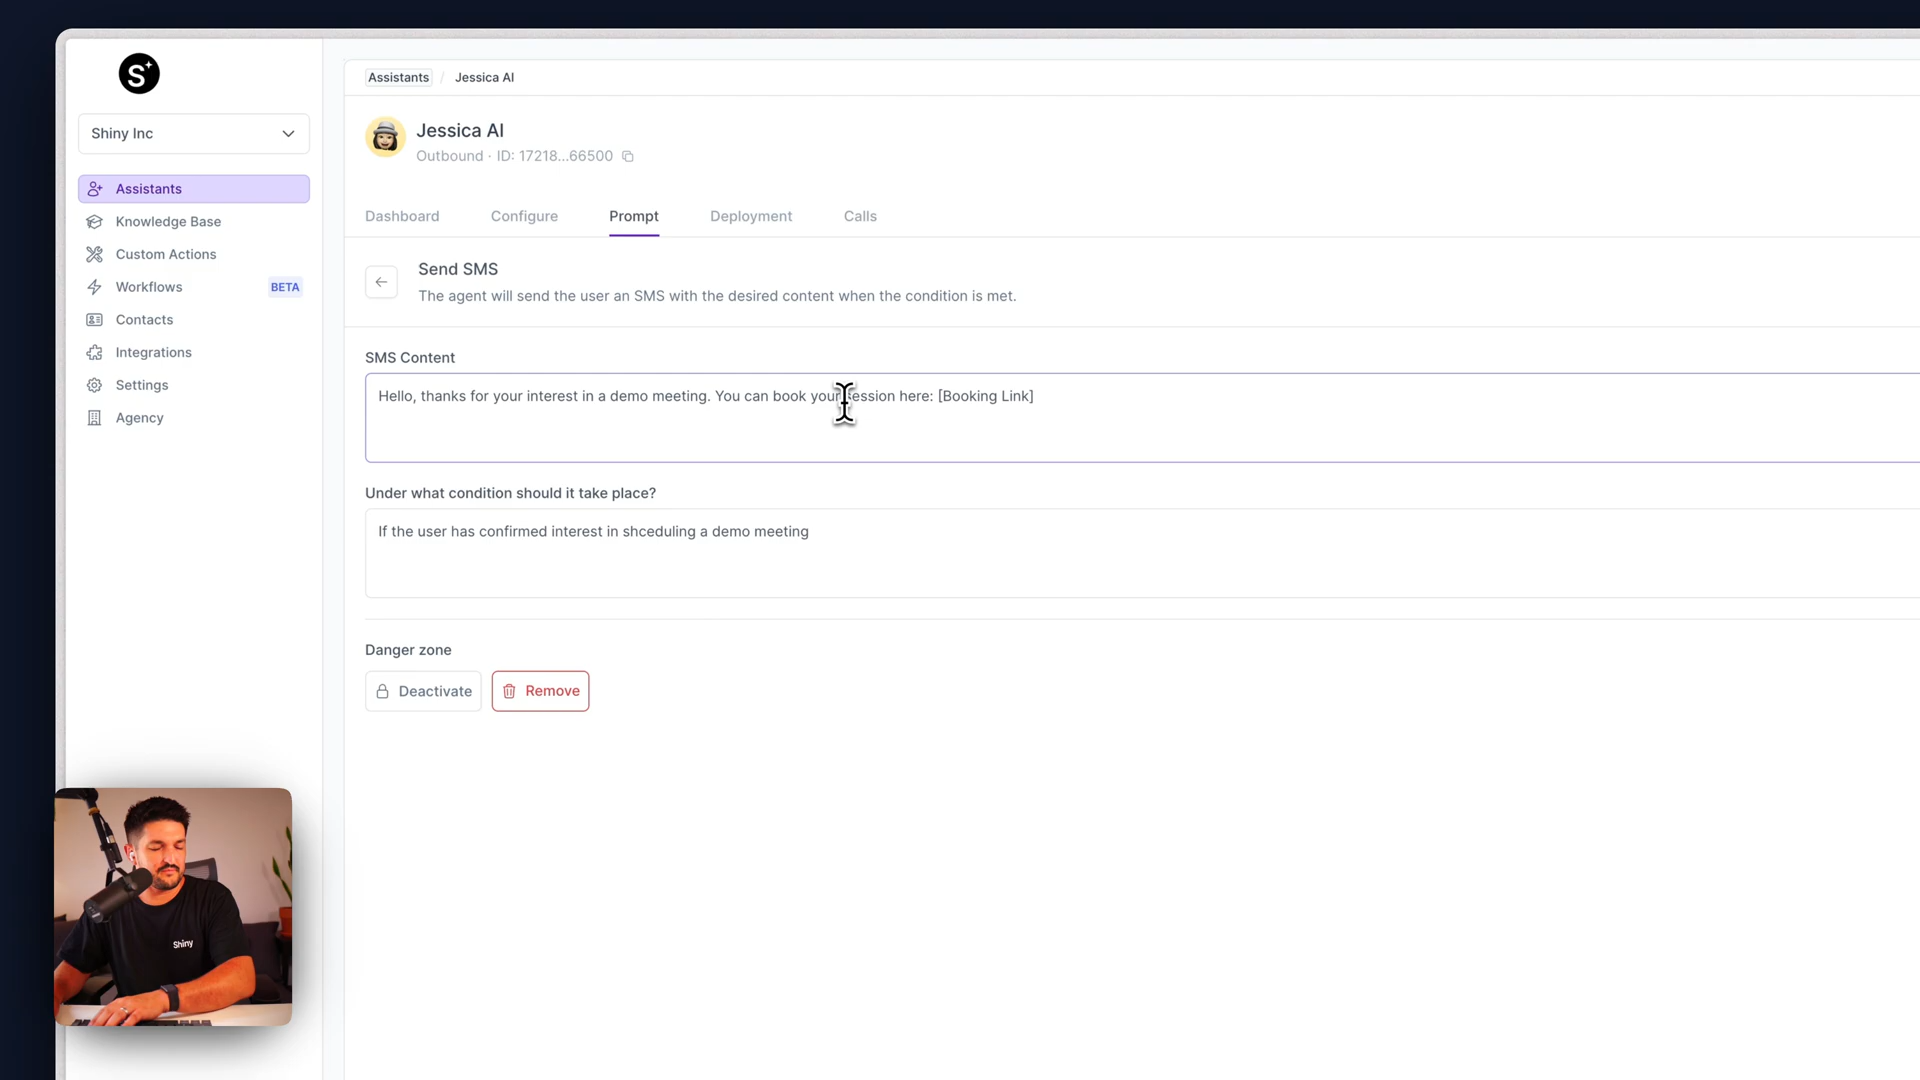 S
Shiny Inc
Assistants
Knowledge Base
Custom Actions
Workflows BETA
Contacts
Integrations
Settings
Agency
Assistants / Jessica AI
Jessica AI
Outbound · ID: 17218...66500
Dashboard Configure Prompt Deployment Calls
Send SMS
The agent will send the user an SMS with the desired content when the condition is met.
SMS Content
Hello, thanks for your interest in a demo meeting. You can book your session here: [Booking Link]
Under what condition should it take place?
If the user has confirmed interest in shceduling a demo meeting
Danger zone
Deactivate Remove
Shiny